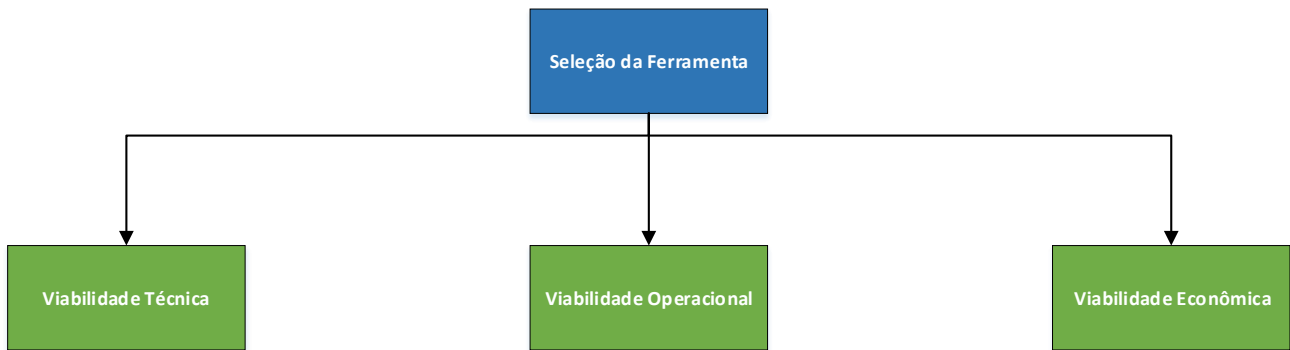 Seleção da Ferramenta
Viabilidade Técnica
Viabilidade Operacional
Viabilidade Econômica